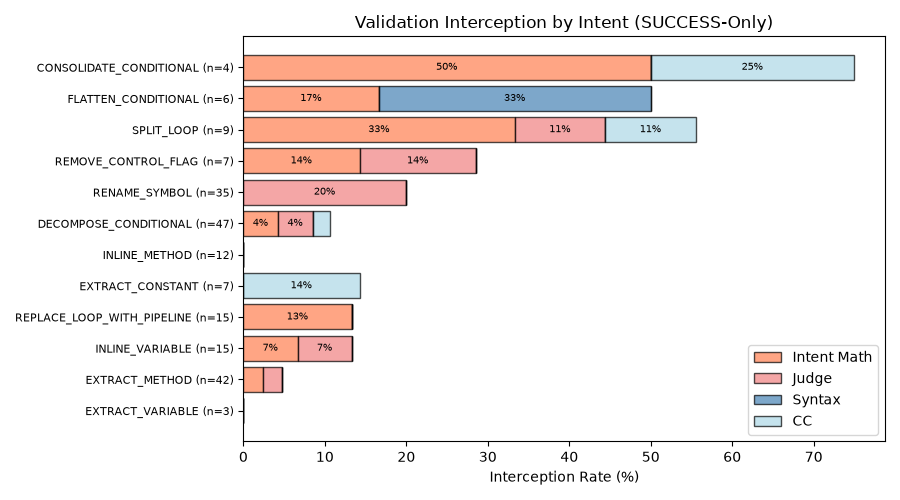 Validation Interception by Intent (SUCCESS-Only)
CONSOLIDATE_CONDITIONAL (n=4)
50%
25%
FLATTEN_CONDITIONAL (n=6)
17%
33%
SPLIT_LOOP (n=9)
33%
11%
11%
REMOVE_CONTROL_FLAG (n=7)
14%
14%
RENAME_SYMBOL (n=35)
20%
DECOMPOSE_CONDITIONAL (n=47)
4%
4%
INLINE_METHOD (n=12)
EXTRACT_CONSTANT (n=7)
14%
REPLACE_LOOP_WITH_PIPELINE (n=15)
13%
INLINE_VARIABLE (n=15)
7%
7%
EXTRACT_METHOD (n=42)
EXTRACT_VARIABLE (n=3)
Intent Math
Judge
Syntax
CC
0 10 20 30 40 50 60 70
Interception Rate (%)